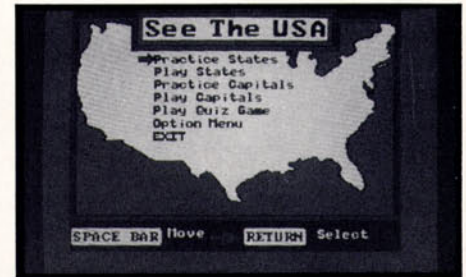 See The USA
Practice States
Play States
Practice Capitals
Play Capitals
Play Quiz Game
Option Menu
EXIT
SPACE BAR Move RETURN Select